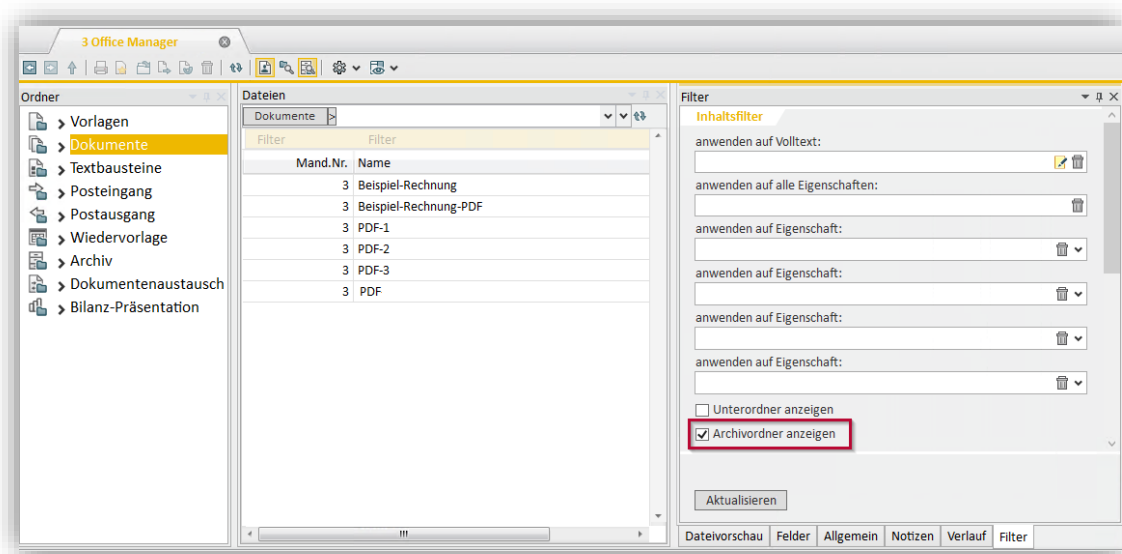 3 Office Manager
Ordner
Vorlagen
Dokumente
Textbausteine
Posteingang
Postausgang
Wiedervorlage
Archiv
Dokumentenaustausch
Bilanz-Präsentation
Dateien
Dokumente
Filter Filter
Mand.Nr. Name
3 Beispiel-Rechnung
3 Beispiel-Rechnung-PDF
3 PDF-1
3 PDF-2
3 PDF-3
3 PDF
Filter
Inhaltsfilter
anwenden auf Volltext:
anwenden auf alle Eigenschaften:
anwenden auf Eigenschaft:
anwenden auf Eigenschaft:
anwenden auf Eigenschaft:
anwenden auf Eigenschaft:
Unterordner anzeigen
Archivordner anzeigen
Aktualisieren
Dateivorschau Felder Allgemein Notizen Verlauf Filter